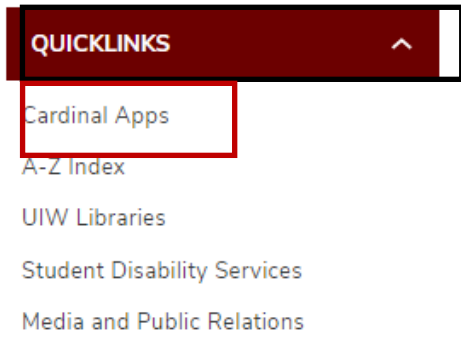 QUICKLINKS
Cardinal Apps
A-Z Index
UIW Libraries
Student Disability Services
Media and Public Relations